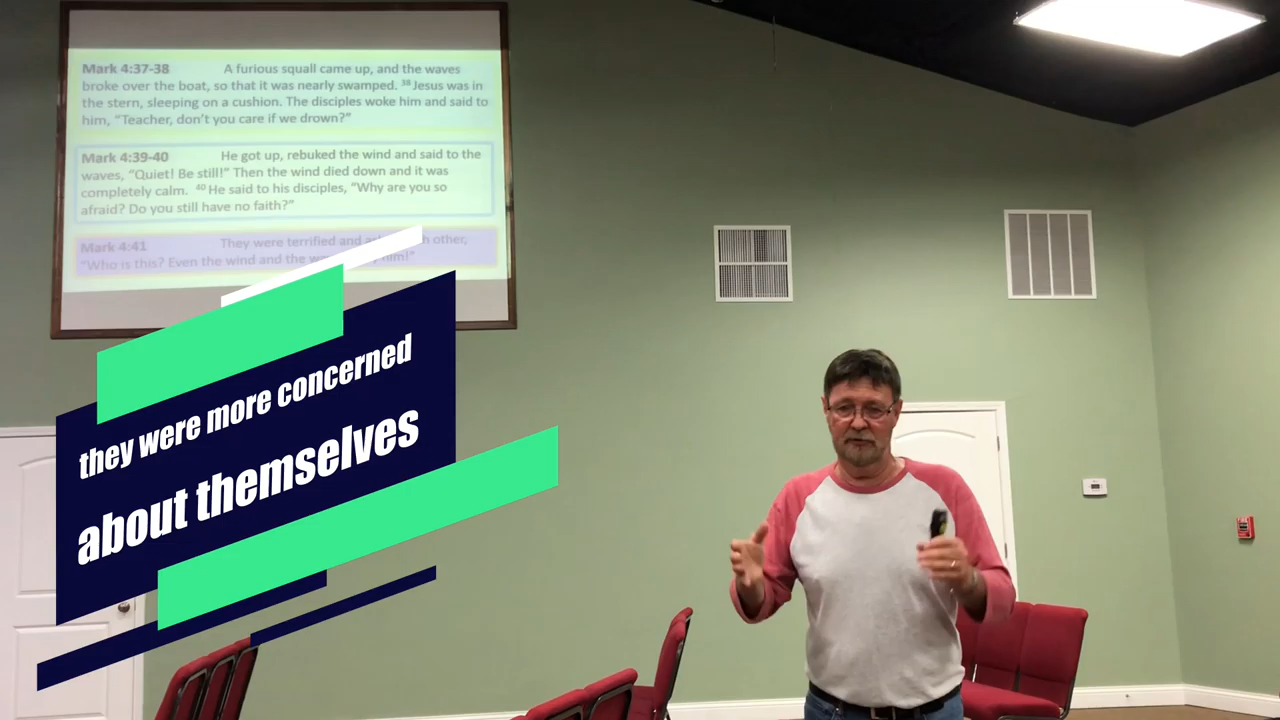 Mark 4:37-38 A furious squall came up, and the waves
broke over the boat, so that it was nearly swamped. 38 Jesus was in
the stern, sleeping on a cushion. The disciples woke him and said to
him, “Teacher, don’t you care if we drown?”
Mark 4:39-40 He got up, rebuked the wind and said to the
waves, “Quiet! Be still!” Then the wind died down and it was
completely calm. 40 He said to his disciples, “Why are you so
afraid? Do you still have no faith?”
Mark 4:41 They were terrified and other,
“Who is this? Even the wind and the him!”
they were more concerned
about themselves